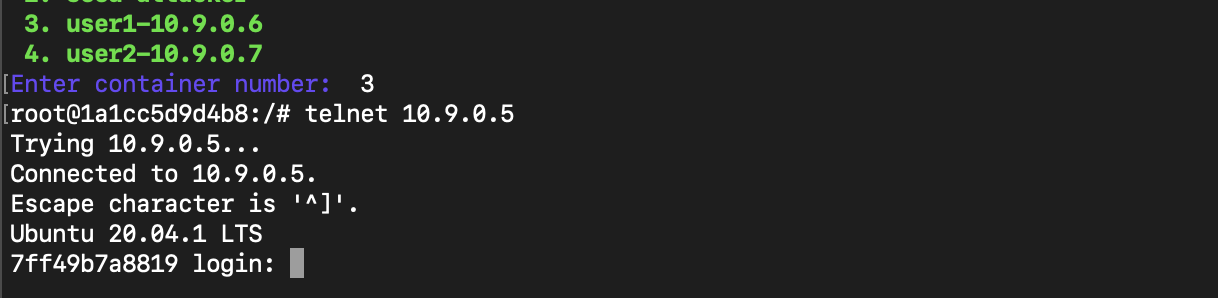 3. user1-10.9.0.6
4. user2-10.9.0.7
[Enter container number:  3
[root@1a1cc5d9d4b8:/# telnet 10.9.0.5
Trying 10.9.0.5...
Connected to 10.9.0.5.
Escape character is '^]'.
Ubuntu 20.04.1 LTS
7ff49b7a8819 login: